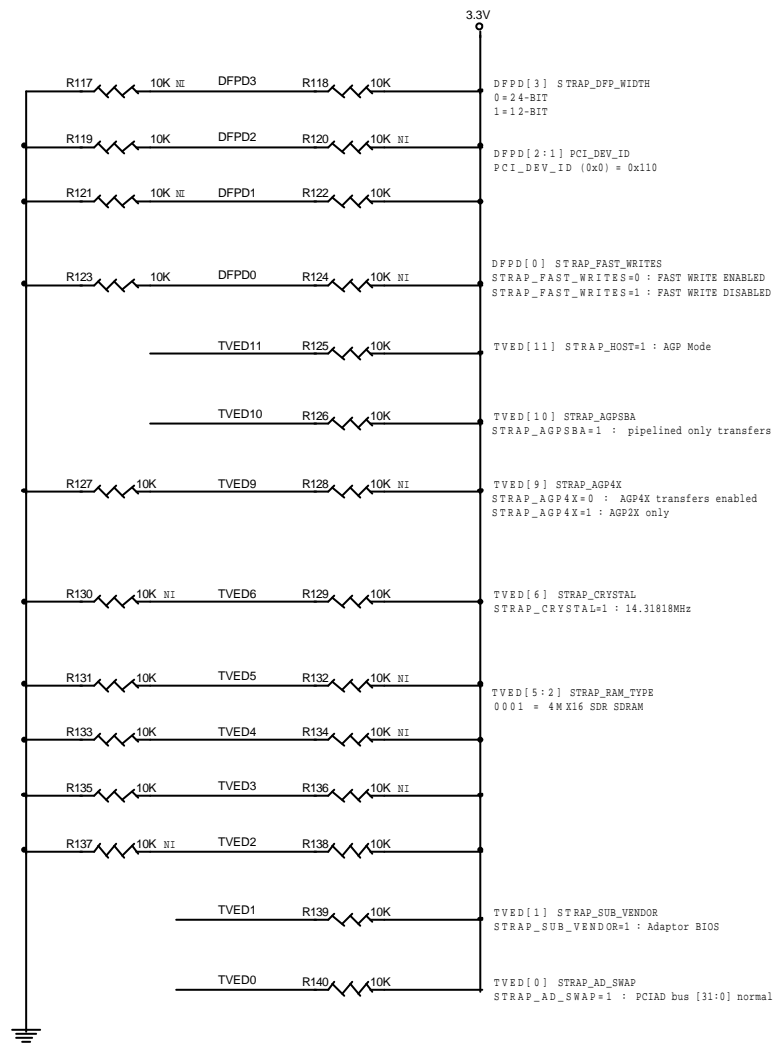 3.3V
R117 10K NI DFPD3 R118 10K
DFPD[3] STRAP_DFP_WIDTH
0=24-BIT
1=12-BIT
R119 10K DFPD2 R120 10K NI
DFPD[2:1] PCI_DEV_ID
PCI_DEV_ID (0x0) = 0x110
R121 10K NI DFPD1 R122 10K
DFPD[0] STRAP_FAST_WRITES
STRAP_FAST_WRITES=0 : FAST WRITE ENABLED
STRAP_FAST_WRITES=1 : FAST WRITE DISABLED
R123 10K DFPD0 R124 10K NI
TVED11 R125 10K
TVED[11] STRAP_HOST=1 : AGP Mode
TVED10 R126 10K
TVED[10] STRAP_AGPSBA
STRAP_AGPSBA=1 : pipelined only transfers
R127 10K TVED9 R128 10K NI
TVED[9] STRAP_AGP4X
STRAP_AGP4X=0 : AGP4X transfers enabled
STRAP_AGP4X=1 : AGP2X only
R130 10K NI TVED6 R129 10K
TVED[6] STRAP_CRYSTAL
STRAP_CRYSTAL=1 : 14.31818MHz
R131 10K TVED5 R132 10K NI
TVED[5:2] STRAP_RAM_TYPE
0001 = 4MX16 SDR SDRAM
R133 10K TVED4 R134 10K NI
R135 10K TVED3 R136 10K NI
R137 10K NI TVED2 R138 10K
TVED1 R139 10K
TVED[1] STRAP_SUB_VENDOR
STRAP_SUB_VENDOR=1 : Adaptor BIOS
TVED0 R140 10K
TVED[0] STRAP_AD_SWAP
STRAP_AD_SWAP=1 : PCIAD bus [31:0] normal